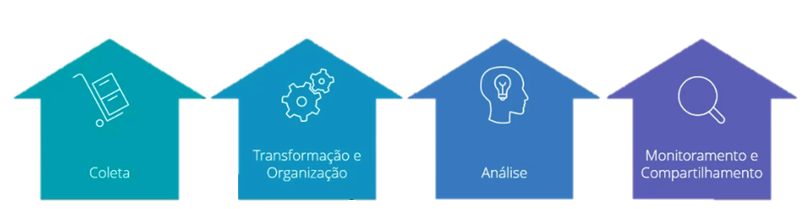 Coleta
Transformação e
Organização
Análise
Monitoramento e
Compartilhamento